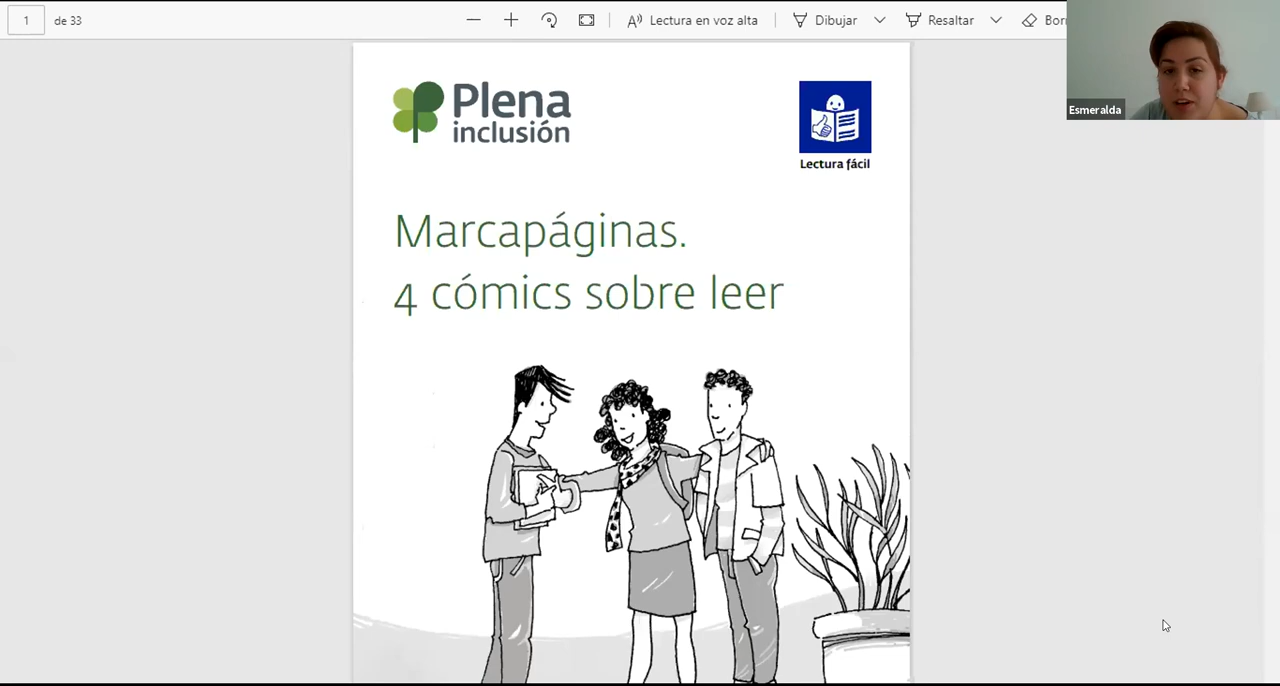 1 de 33 Lectura en voz alta Dibujar Resaltar
Esmeralda
Plena
inclusión
Lectura fácil
Marcapáginas.
4 cómics sobre leer